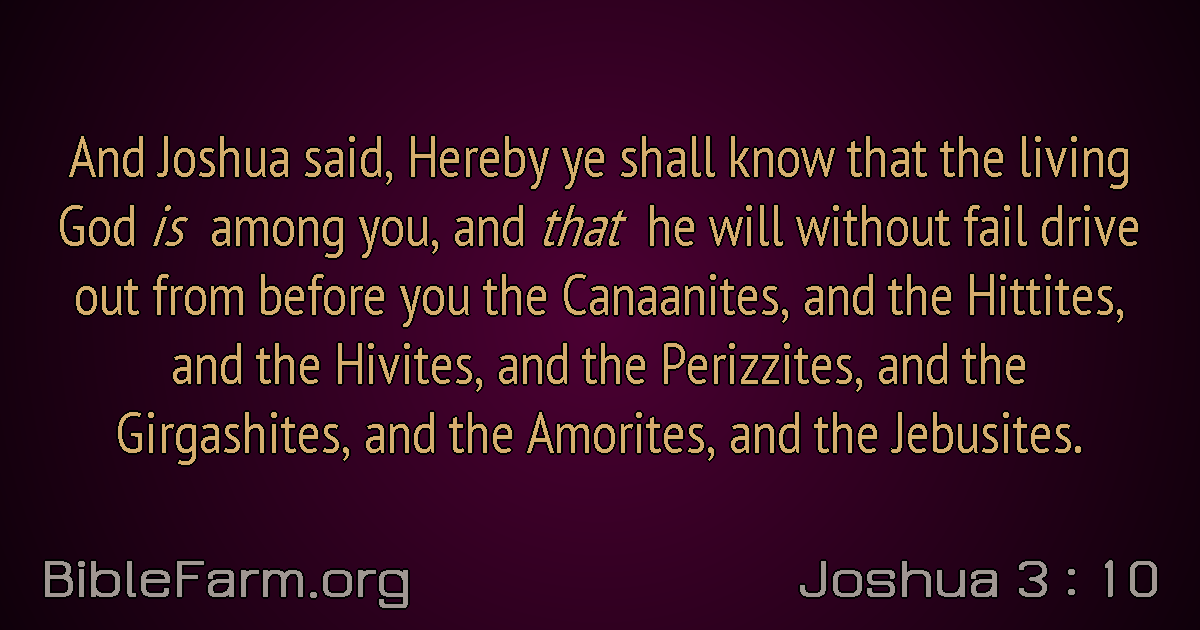 And Joshua said, Hereby ye shall know that the living
God is among you, and that he will without fail drive
out from before you the Canaanites, and the Hittites,
and the Hivites, and the Perizzites, and the
Girgashites, and the Amorites, and the Jebusites.
BibleFarm.org
Joshua 3 : 10